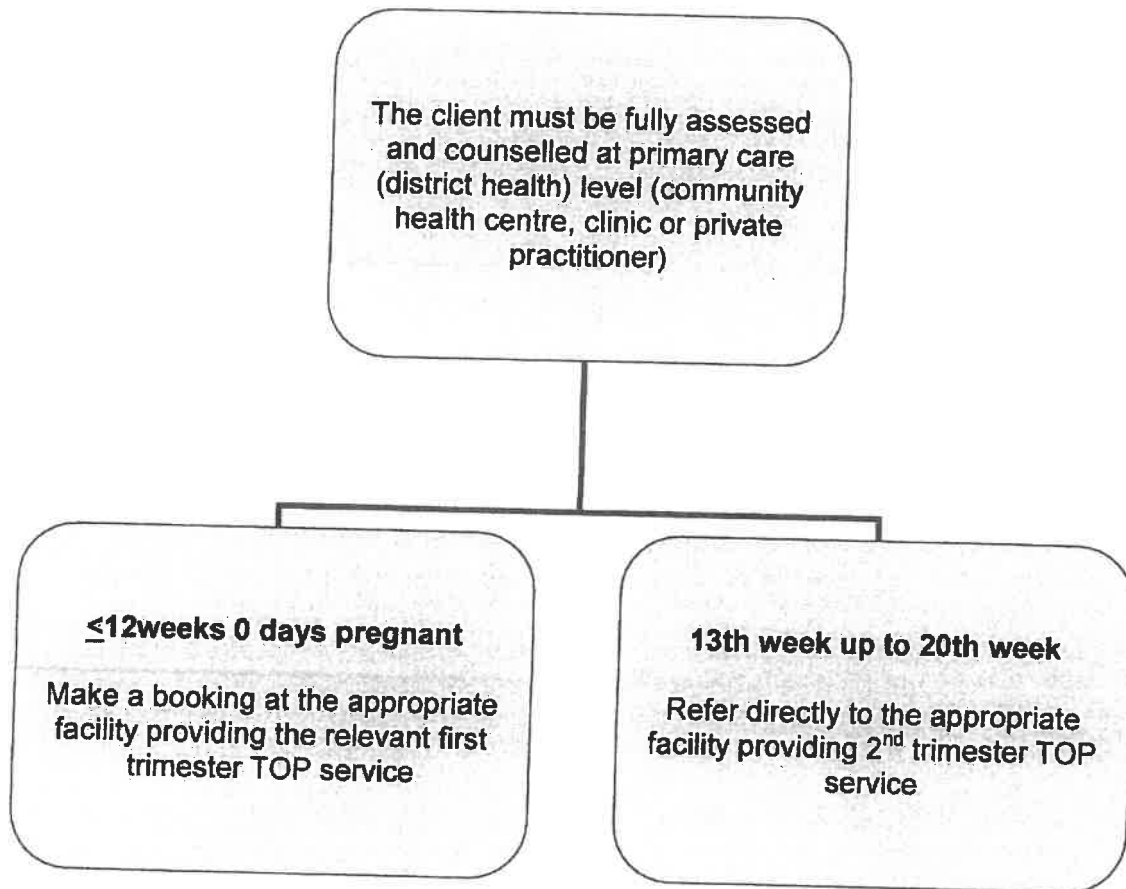 The client must be fully assessed
and counselled at primary care
(district health) level (community
health centre, clinic or private
practitioner)
≤12weeks 0 days pregnant
Make a booking at the appropriate
facility providing the relevant first
trimester TOP service
13th week up to 20th week
Refer directly to the appropriate
facility providing 2nd trimester TOP
service